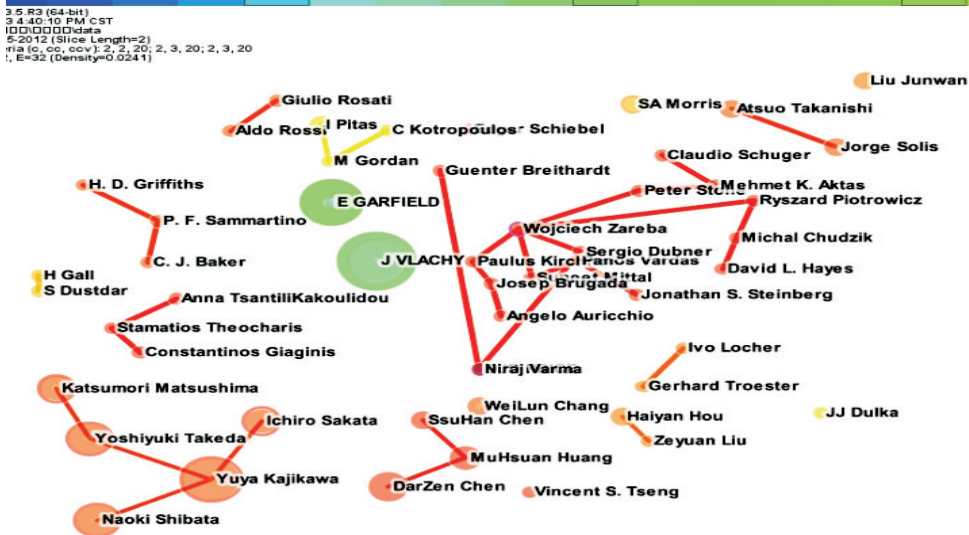 3.5.R3 (64-bit)
3 4:40:10 PM CST
data
5-2012 (Slice Length=2)
ria (c, cc, ccv): 2, 2, 20; 2, 3, 20; 2, 3, 20
, E=32 (Density=0.0241)
Liu Junwan
Giulio Rosati
SA Morris
Atsuo Takanishi
Aldo Rossi
I Pitas
C Kotropoulos
Schiebel
Jorge Solis
M Gordan
Claudio Schuger
Guenter Breithardt
H. D. Griffiths
Peter
Mehmet K. Aktas
E GARFIELD
Ryszard Piotrowicz
P. F. Sammartino
Wojciech Zareba
Michal Chudzik
Sergio Dubner
C. J. Baker
J VLACHY
Paulus
Vardas
David L. Hayes
H Gall
Mittal
S Dustdar
Josep Brugada
Anna TsantiliKakoulidou
Jonathan S. Steinberg
Angelo Auricchio
Stamatios Theocharis
Constantinos Giaginis
Ivo Locher
Niraj Varma
Katsumori Matsushima
Gerhard Troester
WeiLun Chang
Haiyan Hou
JJ Dulka
Ichiro Sakata
SsuHan Chen
Yoshiyuki Takeda
Zeyuan Liu
MuHsuan Huang
Yuya Kajikawa
DarZen Chen
Vincent S. Tseng
Naoki Shibata